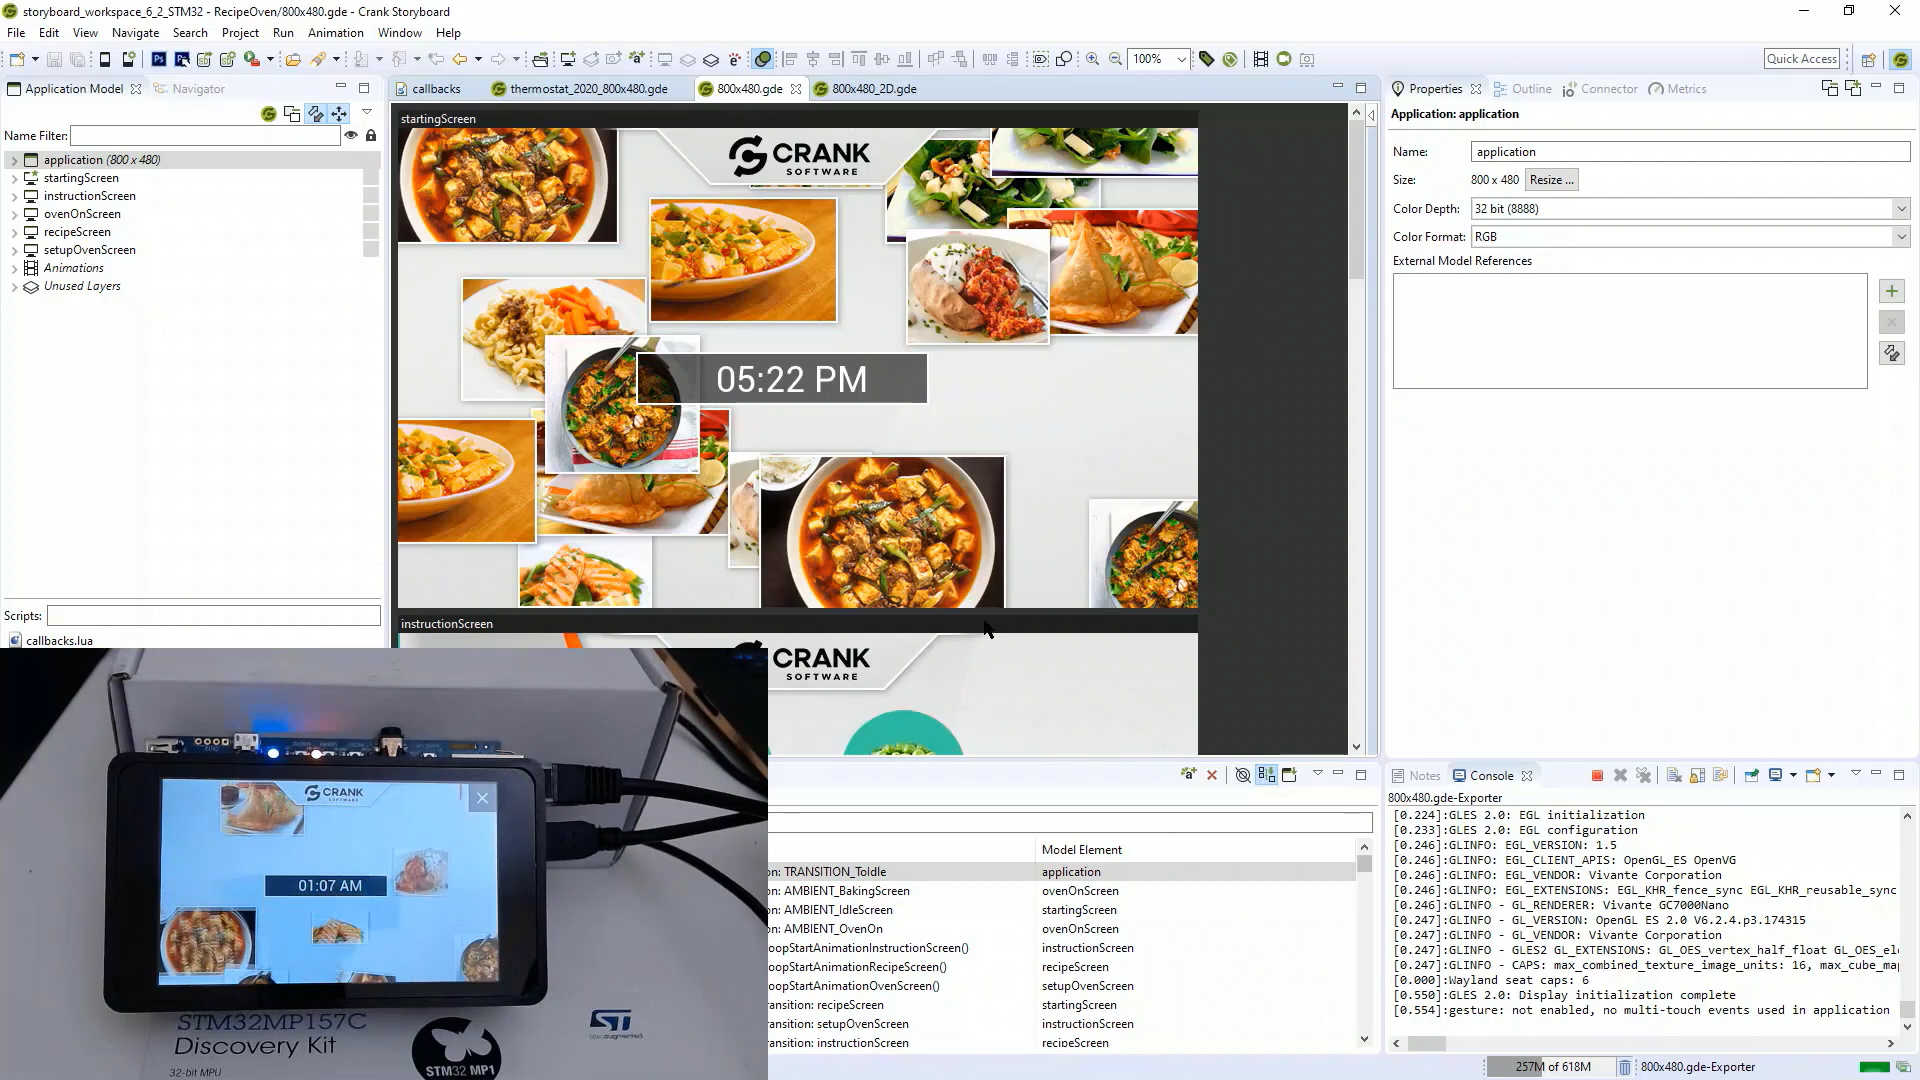 storyboard_workspace_6_2_STM32 - RecipeOven/800x480.gde - Crank Storyboard
File Edit View Navigate Search Project Run Animation Window Help
100%
Quick Access
Application Model
Navigator
Name Filter:
application (800 x 480)
startingScreen
instructionScreen
ovenOnScreen
recipeScreen
setupOvenScreen
Animations
Unused Layers
Scripts:
callbacks.lua
callbacks
thermostat_2020_800x480.gde
800x480.gde
800x480_2D.gde
startingScreen
CRANK
SOFTWARE
05:22 PM
instructionScreen
CRANK
SOFTWARE
Properties
Outline
Connector
Metrics
Application: application
Name: application
Size: 800 x 480 Resize ...
Color Depth: 32 bit (8888)
Color Format: RGB
External Model References
CRANK
SOFTWARE
01:07 AM
STM32MP157C
Discovery Kit
32-bit MPU
STM32 MP1
ST
Model Element
on: TRANSITION_ToIdle application
on: AMBIENT_BakingScreen ovenOnScreen
on: AMBIENT_IdleScreen startingScreen
on: AMBIENT_OvenOn ovenOnScreen
oopStartAnimationInstructionScreen() instructionScreen
oopStartAnimationRecipeScreen() recipeScreen
oopStartAnimationOvenScreen() setupOvenScreen
transition: recipeScreen startingScreen
transition: setupOvenScreen instructionScreen
transition: instructionScreen recipeScreen
Notes
Console
800x480.gde-Exporter
[0.224]:GLES 2.0: EGL initialization
[0.233]:GLES 2.0: EGL configuration
[0.246]:GLINFO: EGL_VERSION: 1.5
[0.246]:GLINFO: EGL_CLIENT_APIS: OpenGL_ES OpenVG
[0.246]:GLINFO: EGL_VENDOR: Vivante Corporation
[0.246]:GLINFO: EGL_EXTENSIONS: EGL_KHR_fence_sync EGL_KHR_reusable_sync
[0.246]:GLINFO - GL_RENDERER: Vivante GC7000Nano
[0.247]:GLINFO - GL_VERSION: OpenGL ES 2.0 V6.2.4.p3.174315
[0.247]:GLINFO - GL_VENDOR: Vivante Corporation
[0.247]:GLINFO - GLES2 GL_EXTENSIONS: GL_OES_vertex_half_float GL_OES_el
[0.247]:GLINFO - CAPS: max_combined_texture_image_units: 16, max_cube_ma
[0.000]:Wayland seat caps: 6
[0.550]:GLES 2.0: Display initialization complete
[0.554]:gesture: not enabled, no multi-touch events used in application
257M of 618M
800x480.gde-Exporter